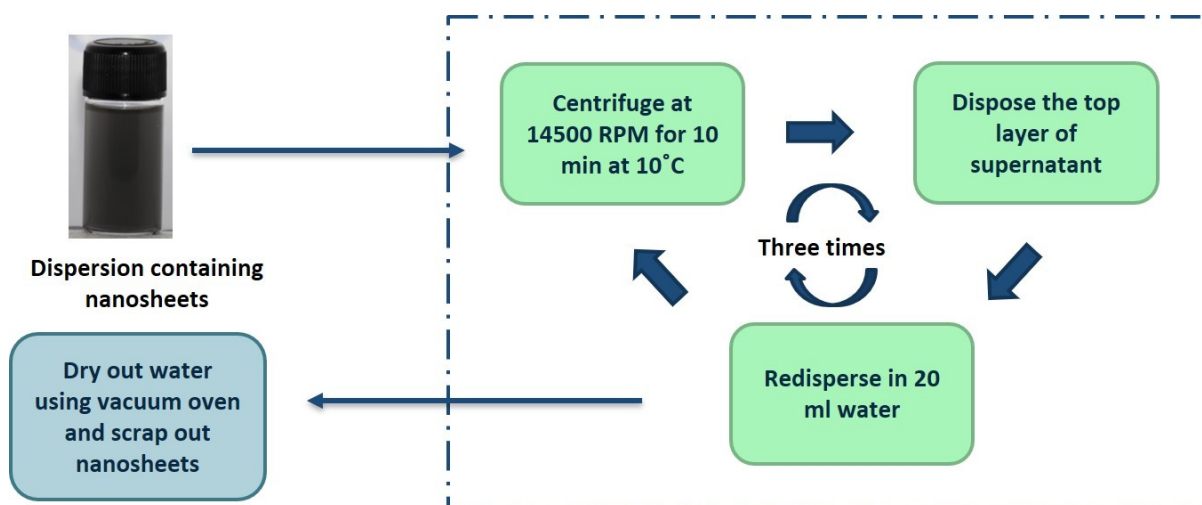 Centrifuge at
14500 RPM for 10
min at 10˚C
Dispose the top
layer of
supernatant
Three times
Redisperse in 20
ml water
Dispersion containing
nanosheets
Dry out water
using vacuum oven
and scrap out
nanosheets